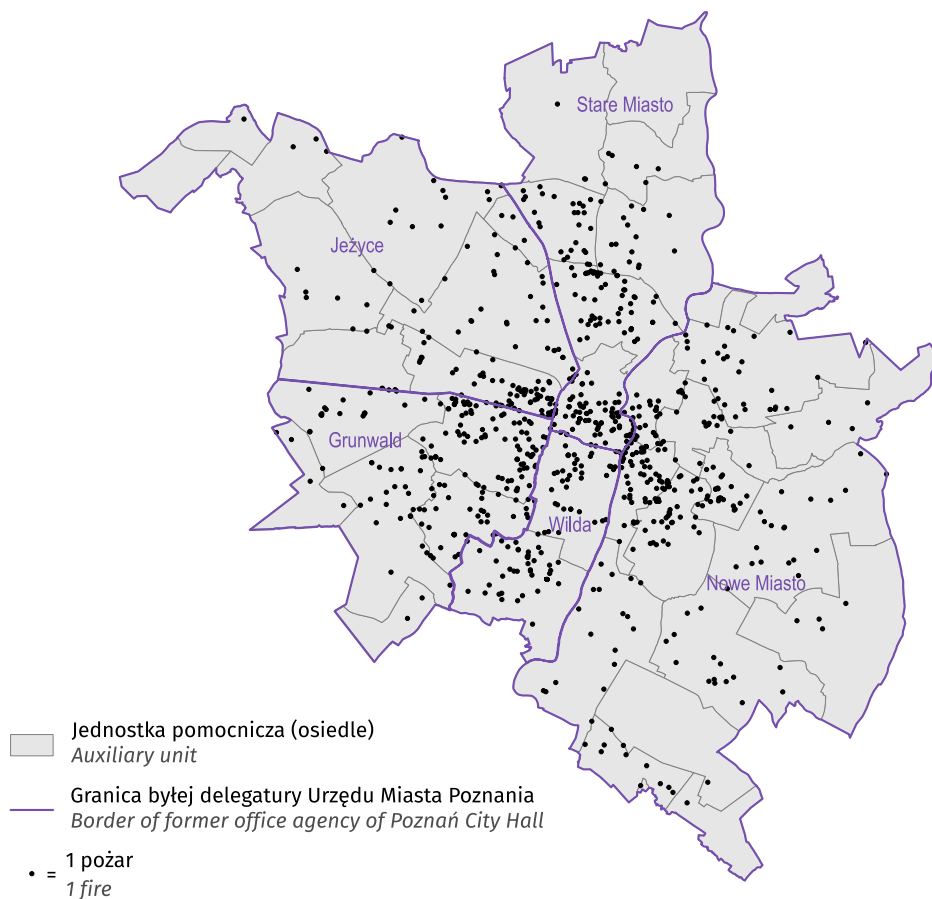 Stare Miasto
Jeżyce
Grunwald
Wilda
Nowe Miasto
Jednostka pomocnicza (osiedle)
Auxiliary unit
Granica byłej delegatury Urzędu Miasta Poznania
Border of former office agency of Poznań City Hall
= 1 pożar
1 fire